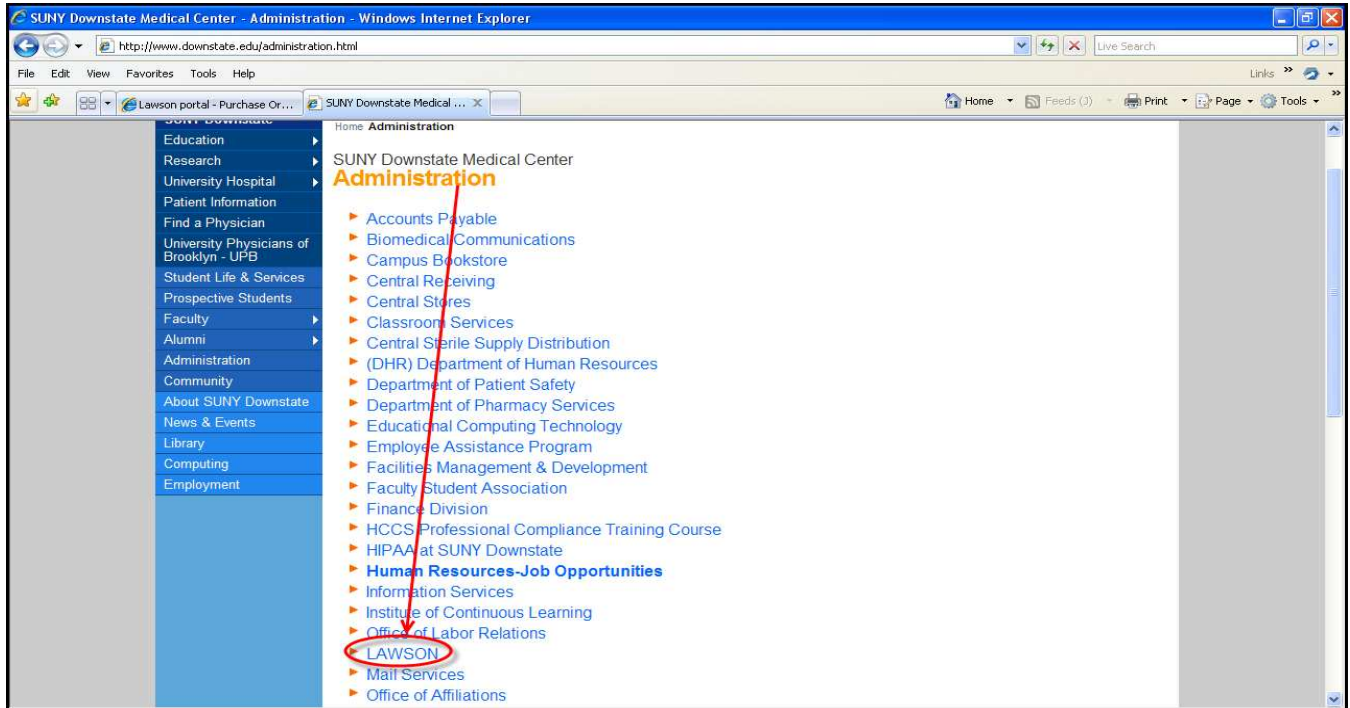 SUNY Downstate Medical Center - Administration - Windows Internet Explorer
http://www.downstate.edu/administration.html
Live Search
File Edit View Favorites Tools Help
Links »
Lawson portal - Purchase Or...
SUNY Downstate Medical ... X
Home
Feeds (J)
Print
Page
Tools
»
SUNY Downstate
Education
Research
University Hospital
Patient Information
Find a Physician
University Physicians of
Brooklyn - UPB
Student Life & Services
Prospective Students
Faculty
Alumni
Administration
Community
About SUNY Downstate
News & Events
Library
Computing
Employment
Home Administration
SUNY Downstate Medical Center
Administration
Accounts Payable
Biomedical Communications
Campus Bookstore
Central Receiving
Central Stores
Classroom Services
Central Sterile Supply Distribution
(DHR) Department of Human Resources
Department of Patient Safety
Department of Pharmacy Services
Educational Computing Technology
Employee Assistance Program
Facilities Management & Development
Faculty Student Association
Finance Division
HCCS Professional Compliance Training Course
HIPAA at SUNY Downstate
Human Resources-Job Opportunities
Information Services
Institute of Continuous Learning
Office of Labor Relations
LAWSON
Mail Services
Office of Affiliations